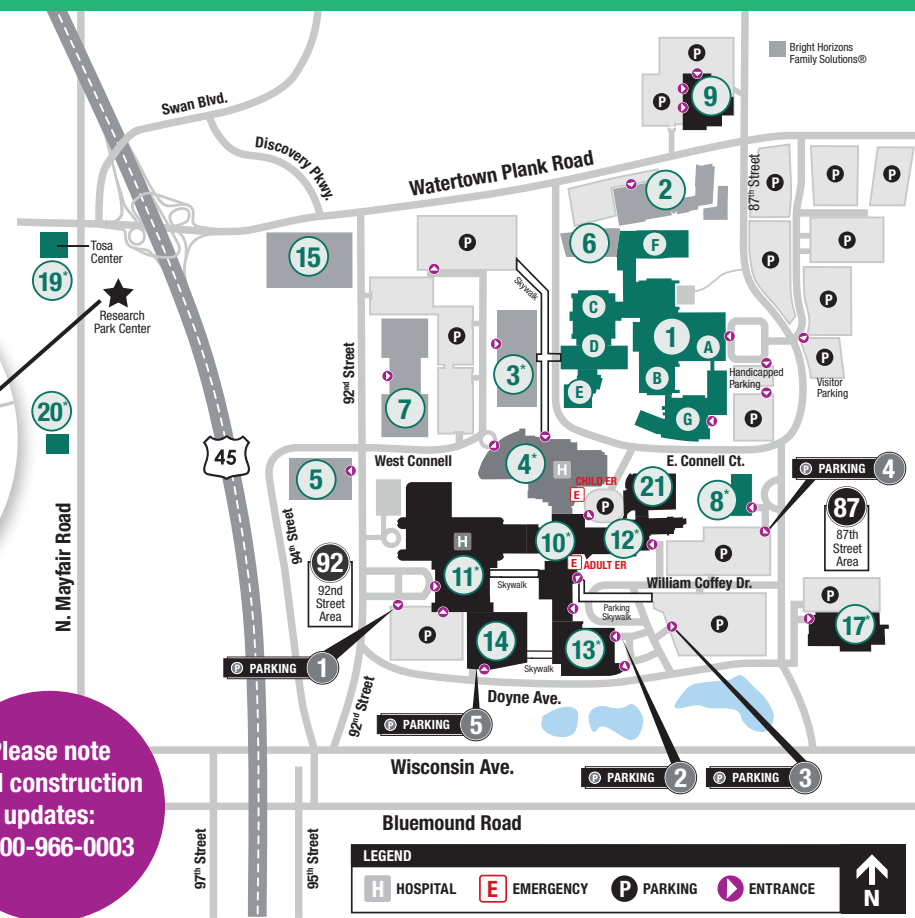 Bright Horizons
Family Solutions®
P
P
9
Swan Blvd.
Discovery Pkwy.
Watertown Plank Road
87th Street
P
P
P
2
6
F
P
P
P
15
Tosa
Center
19*
Research
Park Center
Skywalk
C
1
D
A
3*
P
P
P
Handicapped
Parking
Visitor
Parking
92nd Street
B
E
7
G
P
20*
45
West Connell
4*
H
E. Connell Ct.
P PARKING 4
5
CHILD ER
E
P
21
8*
87
87th
Street
Area
94th Street
H
10*
12*
P
E ADULT ER
92
92nd
Street
Area
11*
Skywalk
William Coffey Dr.
Parking
Skywalk
P
P
17*
N. Mayfair Road
P
14
13*
P PARKING 1
Skywalk
Doyne Ave.
92nd Street
P PARKING 5
Please note
construction
updates:
00-966-0003
Wisconsin Ave.
P PARKING 2
P PARKING 3
Bluemound Road
97th Street
95th Street
LEGEND
H HOSPITAL E EMERGENCY P PARKING ENTRANCE
N